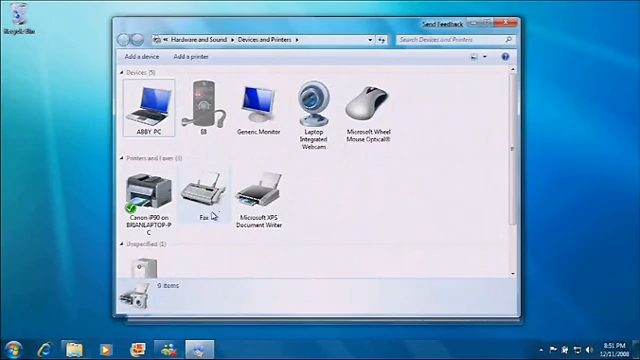 Recycle Bin
Send Feedback
Hardware and Sound
Devices and Printers
Search Devices and Printers
Add a device
Add a printer
Devices (5)
ABBY PC
Generic Monitor
Laptop
Integrated
Webcam
Microsoft Wheel
Mouse Optical®
Printers and Faxes (3)
Canon iP90 on
BRIANLAPTOP-P
C
Fax
Microsoft XPS
Document Writer
Unspecified (1)
9 items
8:51 PM
12/11/2008